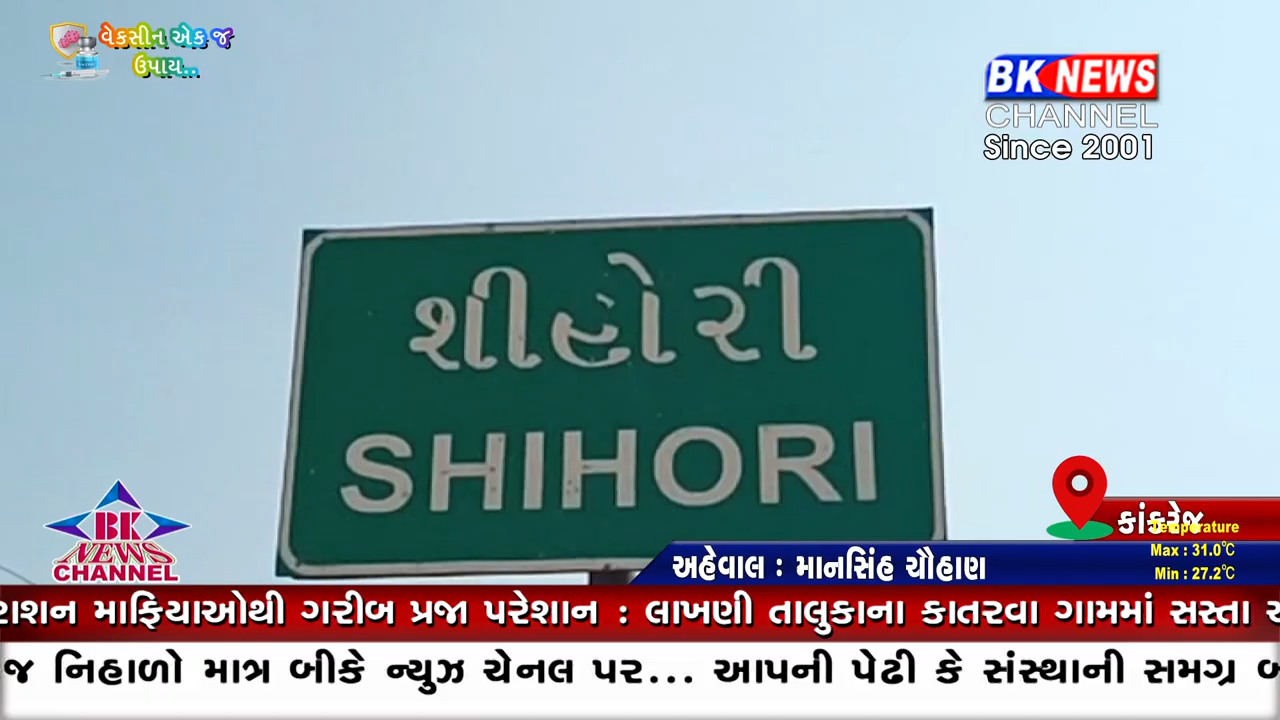 વેકસીન એક જ
ઉપાય..
BK NEWS
CHANNEL
Since 2001
શીહોરી
SHIHORI
BK
NEWS
CHANNEL
કાંકરેજ
Temperature
Max : 31.0℃
Min : 27.2℃
અહેવાલ : માનસિંહ ચૌહાણ
રાશન માફિયાઓથી ગરીબ પ્રજા પરેશાન : લાખણી તાલુકાના કાતરવા ગામમાં સસ્તા
જ નિહાળો માત્ર બીકે ન્યુઝ ચેનલ પર... આપની પેઢી કે સંસ્થાની સમગ્ર